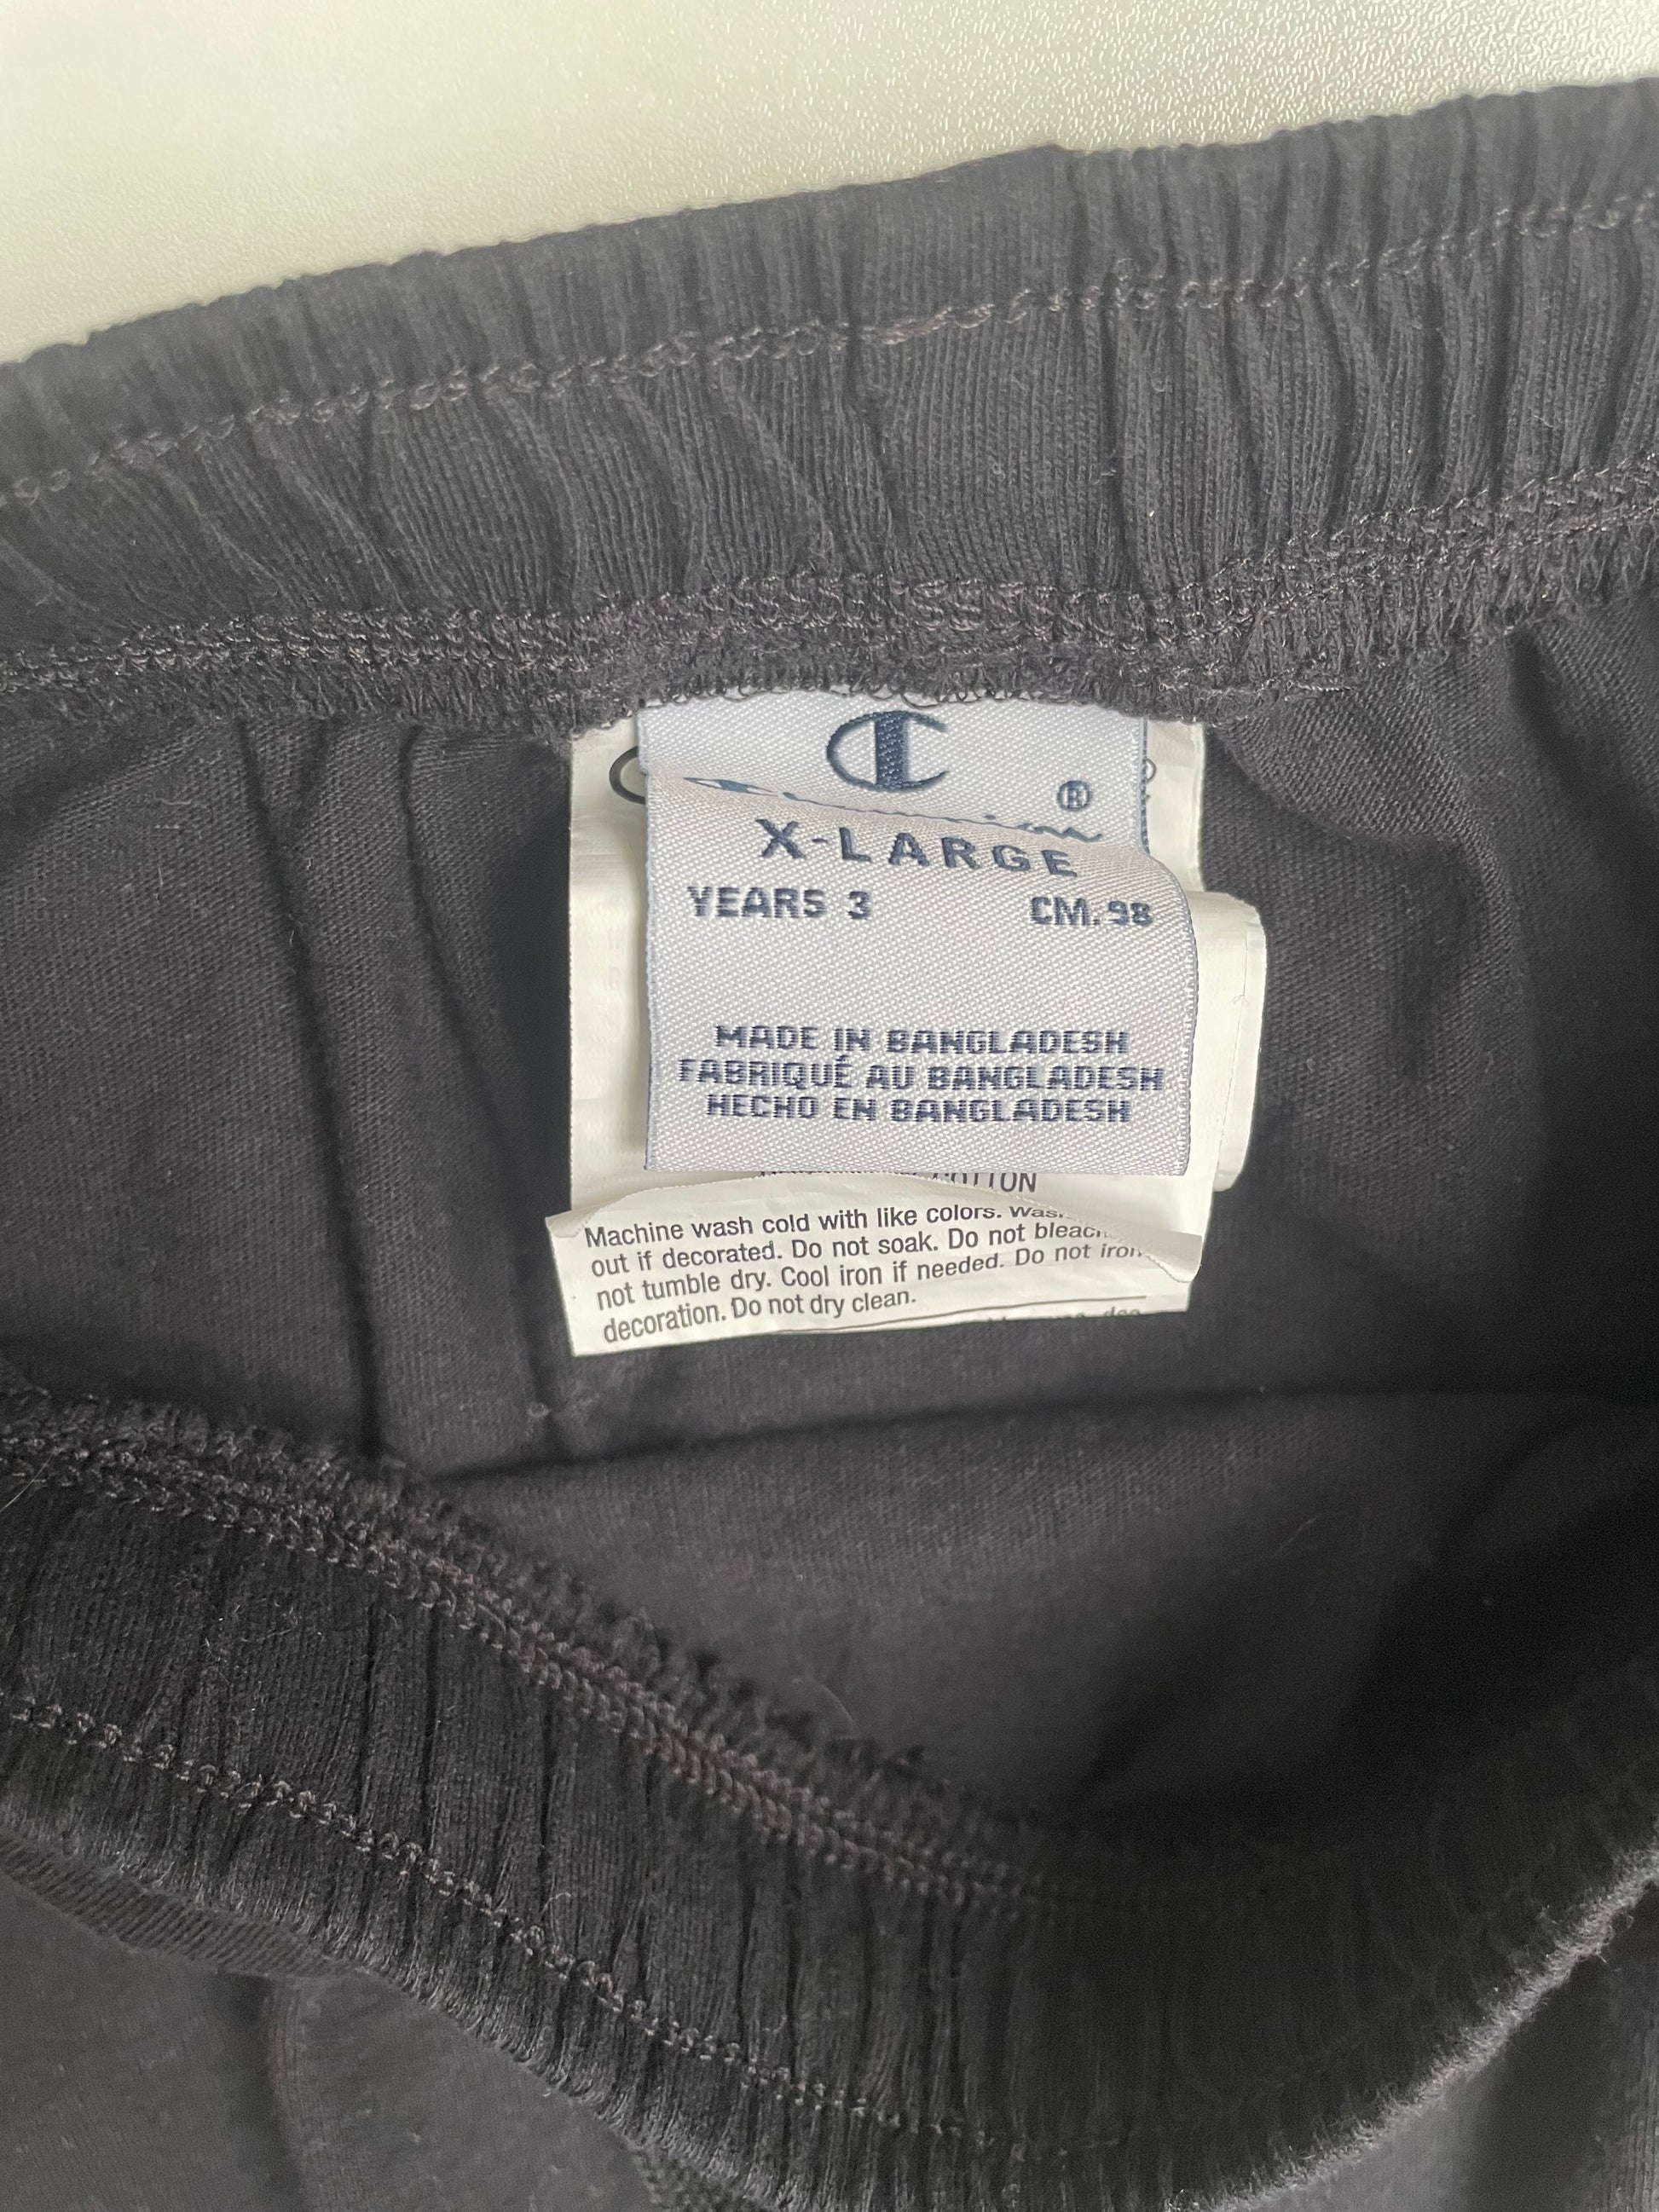 Champion ®
X-LARGE
YEARS 3 CM.98
MADE IN BANGLADESH
FABRIQUÉ AU BANGLADESH
HECHO EN BANGLADESH
COTTON
Machine wash cold with like colors.
out if decorated. Do not soak. Do not bleach
not tumble dry. Cool iron if needed. Do not iron
decoration. Do not dry clean.